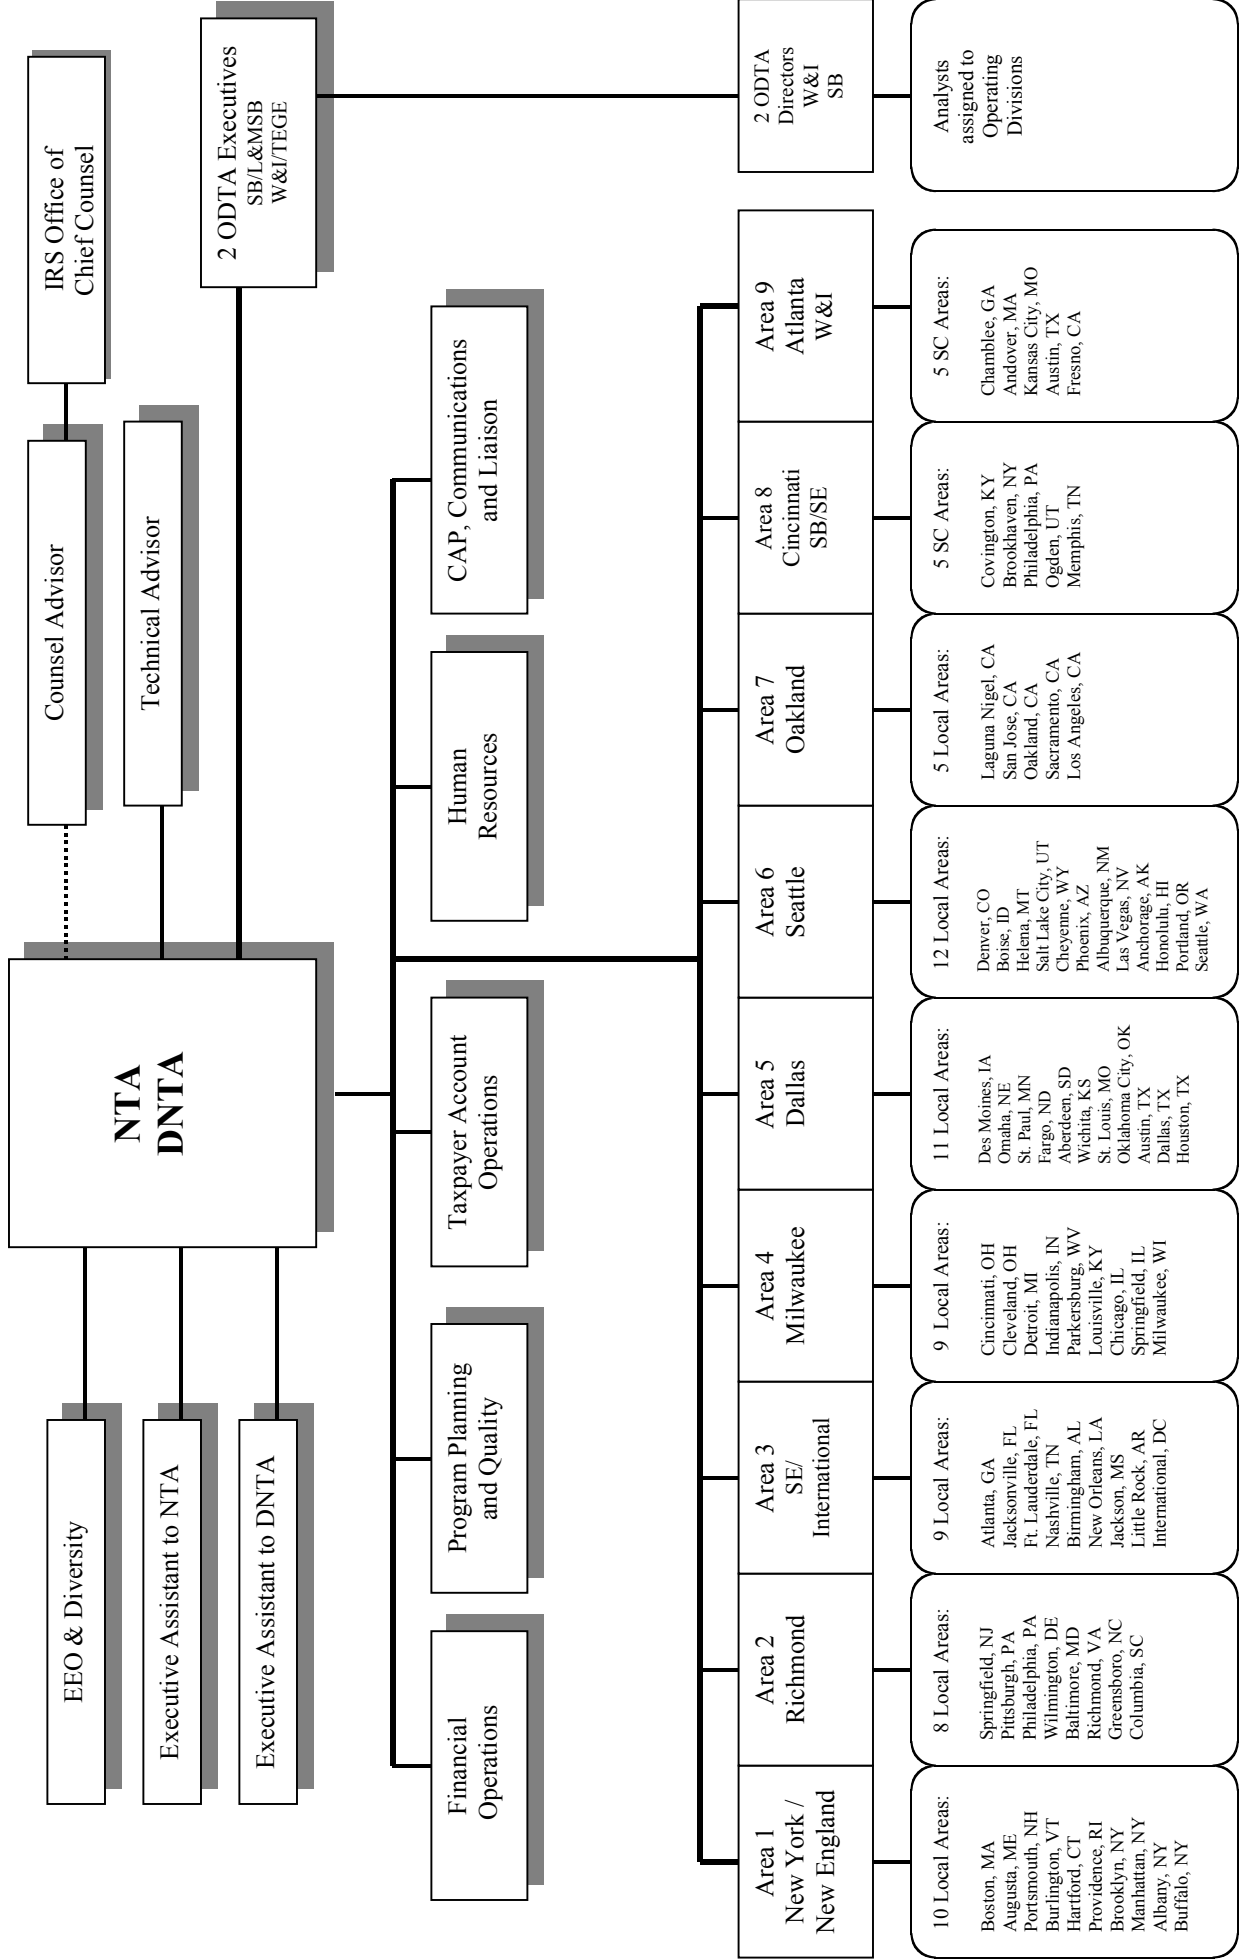 NTA
DNTA
EEO & Diversity
Executive Assistant to NTA
Executive Assistant to DNTA
Counsel Advisor
IRS Office of
Chief Counsel
Technical Advisor
2 ODTA Executives
SB/L&MSB
W&I/TEGE
Financial
Operations
Program Planning
and Quality
Taxpayer Account
Operations
Human
Resources
CAP, Communications
and Liaison
Area 1
New York /
New England
Area 2
Richmond
Area 3
SE/
International
Area 4
Milwaukee
Area 5
Dallas
Area 6
Seattle
Area 7
Oakland
Area 8
Cincinnati
SB/SE
Area 9
Atlanta
W&I
2 ODTA
Directors
W&I
SB
10 Local Areas:
Boston, MA
Augusta, ME
Portsmouth, NH
Burlington, VT
Hartford, CT
Providence, RI
Brooklyn, NY
Manhattan, NY
Albany, NY
Buffalo, NY
8 Local Areas:
Springfield, NJ
Pittsburgh, PA
Philadelphia, PA
Wilmington, DE
Baltimore, MD
Richmond, VA
Greensboro, NC
Columbia, SC
9 Local Areas:
Atlanta, GA
Jacksonville, FL
Ft. Lauderdale, FL
Nashville, TN
Birmingham, AL
New Orleans, LA
Jackson, MS
Little Rock, AR
International, DC
9 Local Areas:
Cincinnati, OH
Cleveland, OH
Detroit, MI
Indianapolis, IN
Parkersburg, WV
Louisville, KY
Chicago, IL
Springfield, IL
Milwaukee, WI
11 Local Areas:
Des Moines, IA
Omaha, NE
St. Paul, MN
Fargo, ND
Aberdeen, SD
Wichita, KS
St. Louis, MO
Oklahoma City, OK
Austin, TX
Dallas, TX
Houston, TX
12 Local Areas:
Denver, CO
Boise, ID
Helena, MT
Salt Lake City, UT
Cheyenne, WY
Phoenix, AZ
Albuquerque, NM
Las Vegas, NV
Anchorage, AK
Honolulu, HI
Portland, OR
Seattle, WA
5 Local Areas:
Laguna Nigel, CA
San Jose, CA
Oakland, CA
Sacramento, CA
Los Angeles, CA
5 SC Areas:
Covington, KY
Brookhaven, NY
Philadelphia, PA
Ogden, UT
Memphis, TN
5 SC Areas:
Chamblee, GA
Andover, MA
Kansas City, MO
Austin, TX
Fresno, CA
Analysts
assigned to
Operating
Divisions